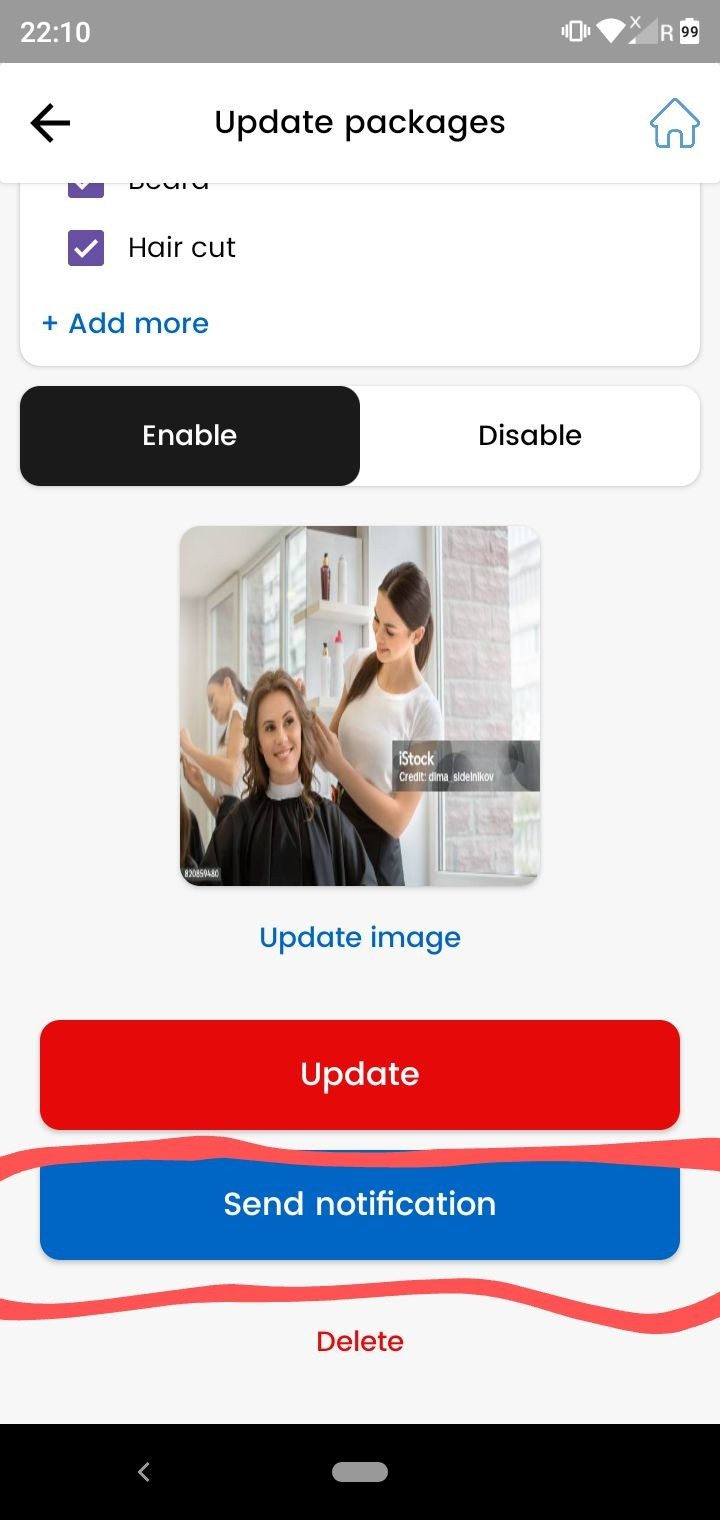 22:10
R
99
Update packages
Beard
Hair cut
+ Add more
Enable
Disable
iStock
Credit: dima_sidelnikov
820859480
Update image
Update
Send notification
Delete